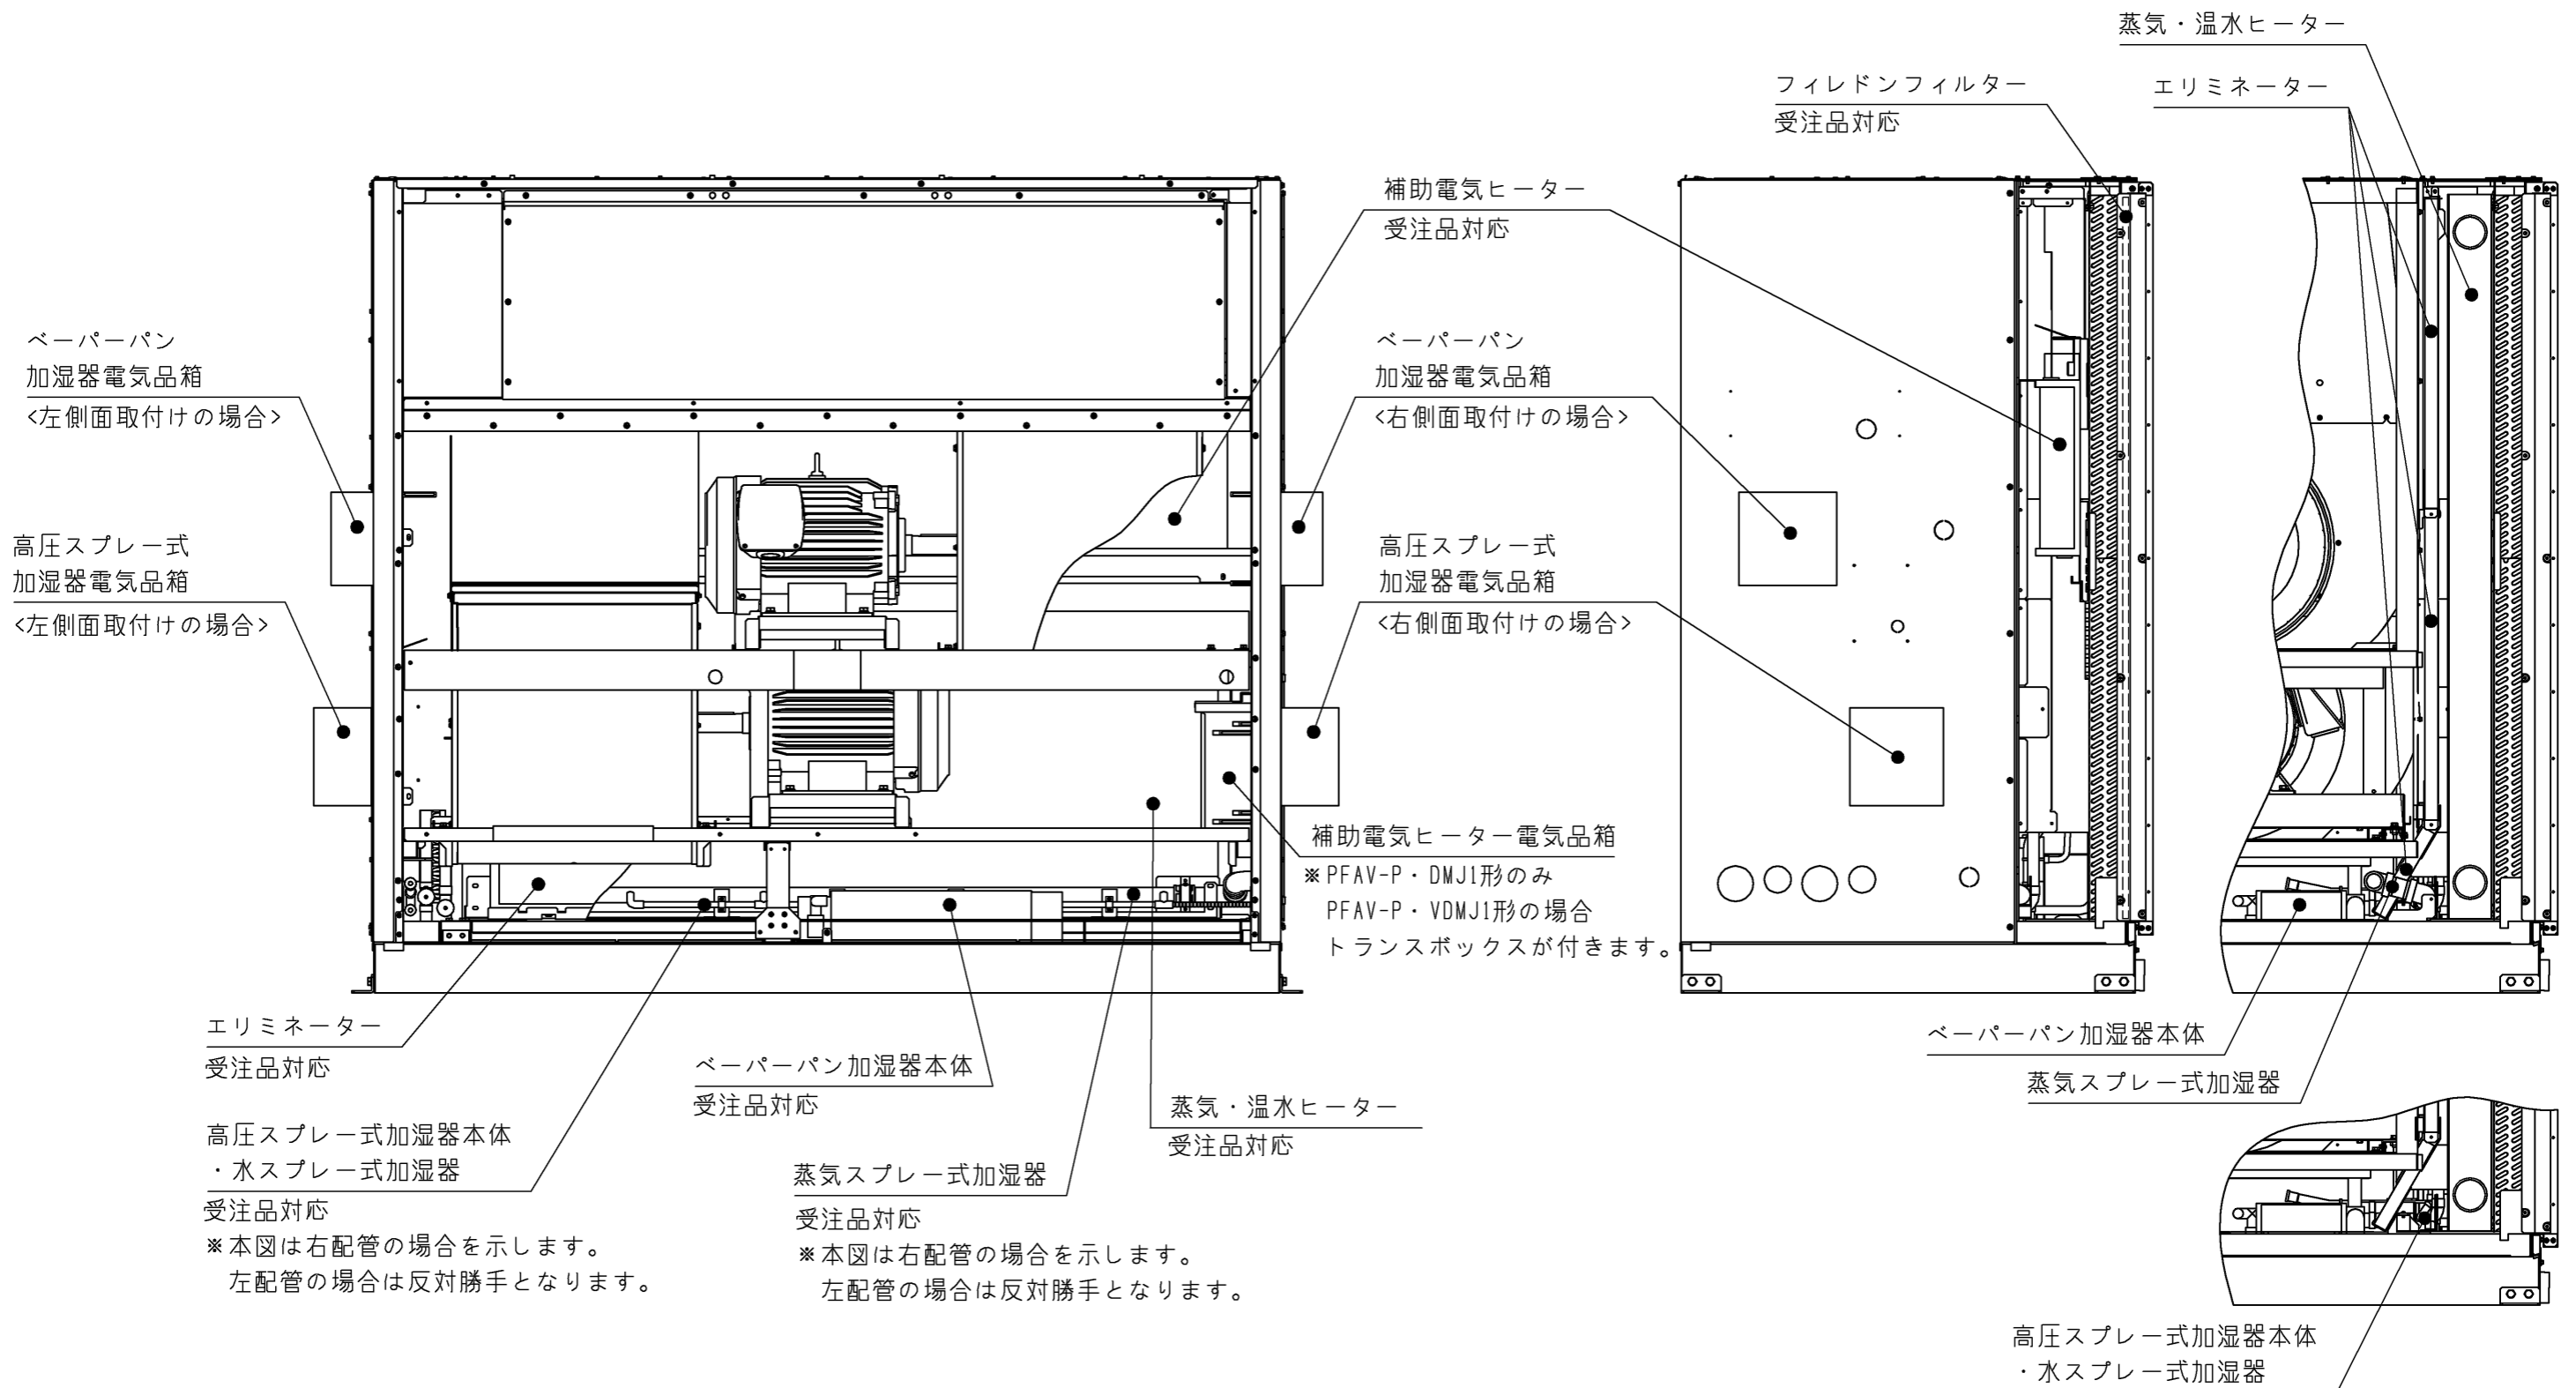 蒸気・温水ヒーター
フィレドンフィルター
受注品対応
エリミネーター
補助電気ヒーター
受注品対応
ベーパーパン
加湿器電気品箱
<左側面取付けの場合>
ベーパーパン
加湿器電気品箱
<右側面取付けの場合>
高圧スプレー式
加湿器電気品箱
<左側面取付けの場合>
高圧スプレー式
加湿器電気品箱
<右側面取付けの場合>
補助電気ヒーター電気品箱
※PFAV-P・DMJ1形のみ
PFAV-P・VDMJ1形の場合
トランスボックスが付きます。
エリミネーター
受注品対応
ベーパーパン加湿器本体
受注品対応
蒸気・温水ヒーター
受注品対応
ベーパーパン加湿器本体
蒸気スプレー式加湿器
高圧スプレー式加湿器本体
・水スプレー式加湿器
受注品対応
※本図は右配管の場合を示します。
左配管の場合は反対勝手となります。
蒸気スプレー式加湿器
受注品対応
※本図は右配管の場合を示します。
左配管の場合は反対勝手となります。
高圧スプレー式加湿器本体
・水スプレー式加湿器